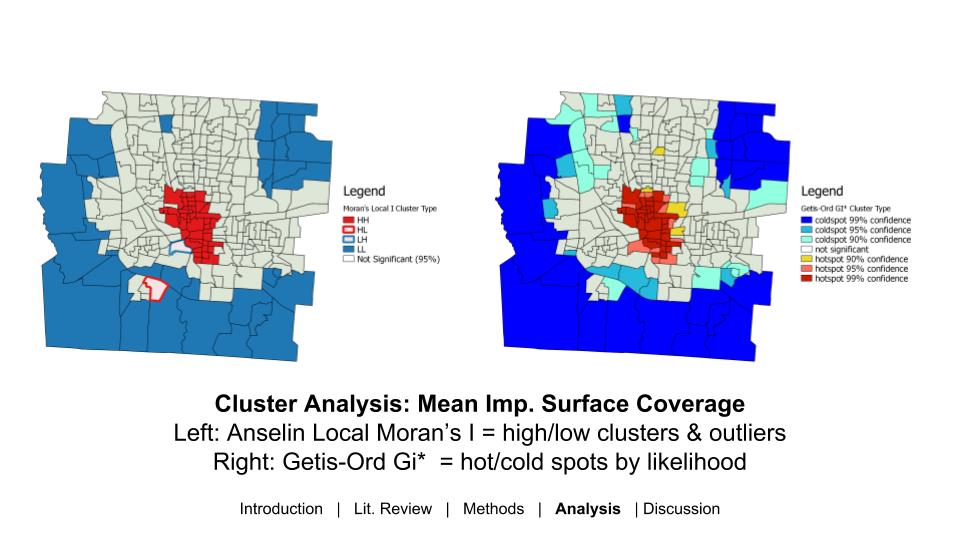 Legend
Moran's Local I Cluster Type
HH
HL
LH
LL
Not Significant (95%)
Legend
Getis-Ord GI* Cluster Type
coldspot 99% confidence
coldspot 95% confidence
coldspot 90% confidence
not significant
hotspot 90% confidence
hotspot 95% confidence
hotspot 99% confidence
Cluster Analysis: Mean Imp. Surface Coverage
Left: Anselin Local Moran's I = high/low clusters & outliers
Right: Getis-Ord Gi* = hot/cold spots by likelihood
Introduction | Lit. Review | Methods | Analysis | Discussion